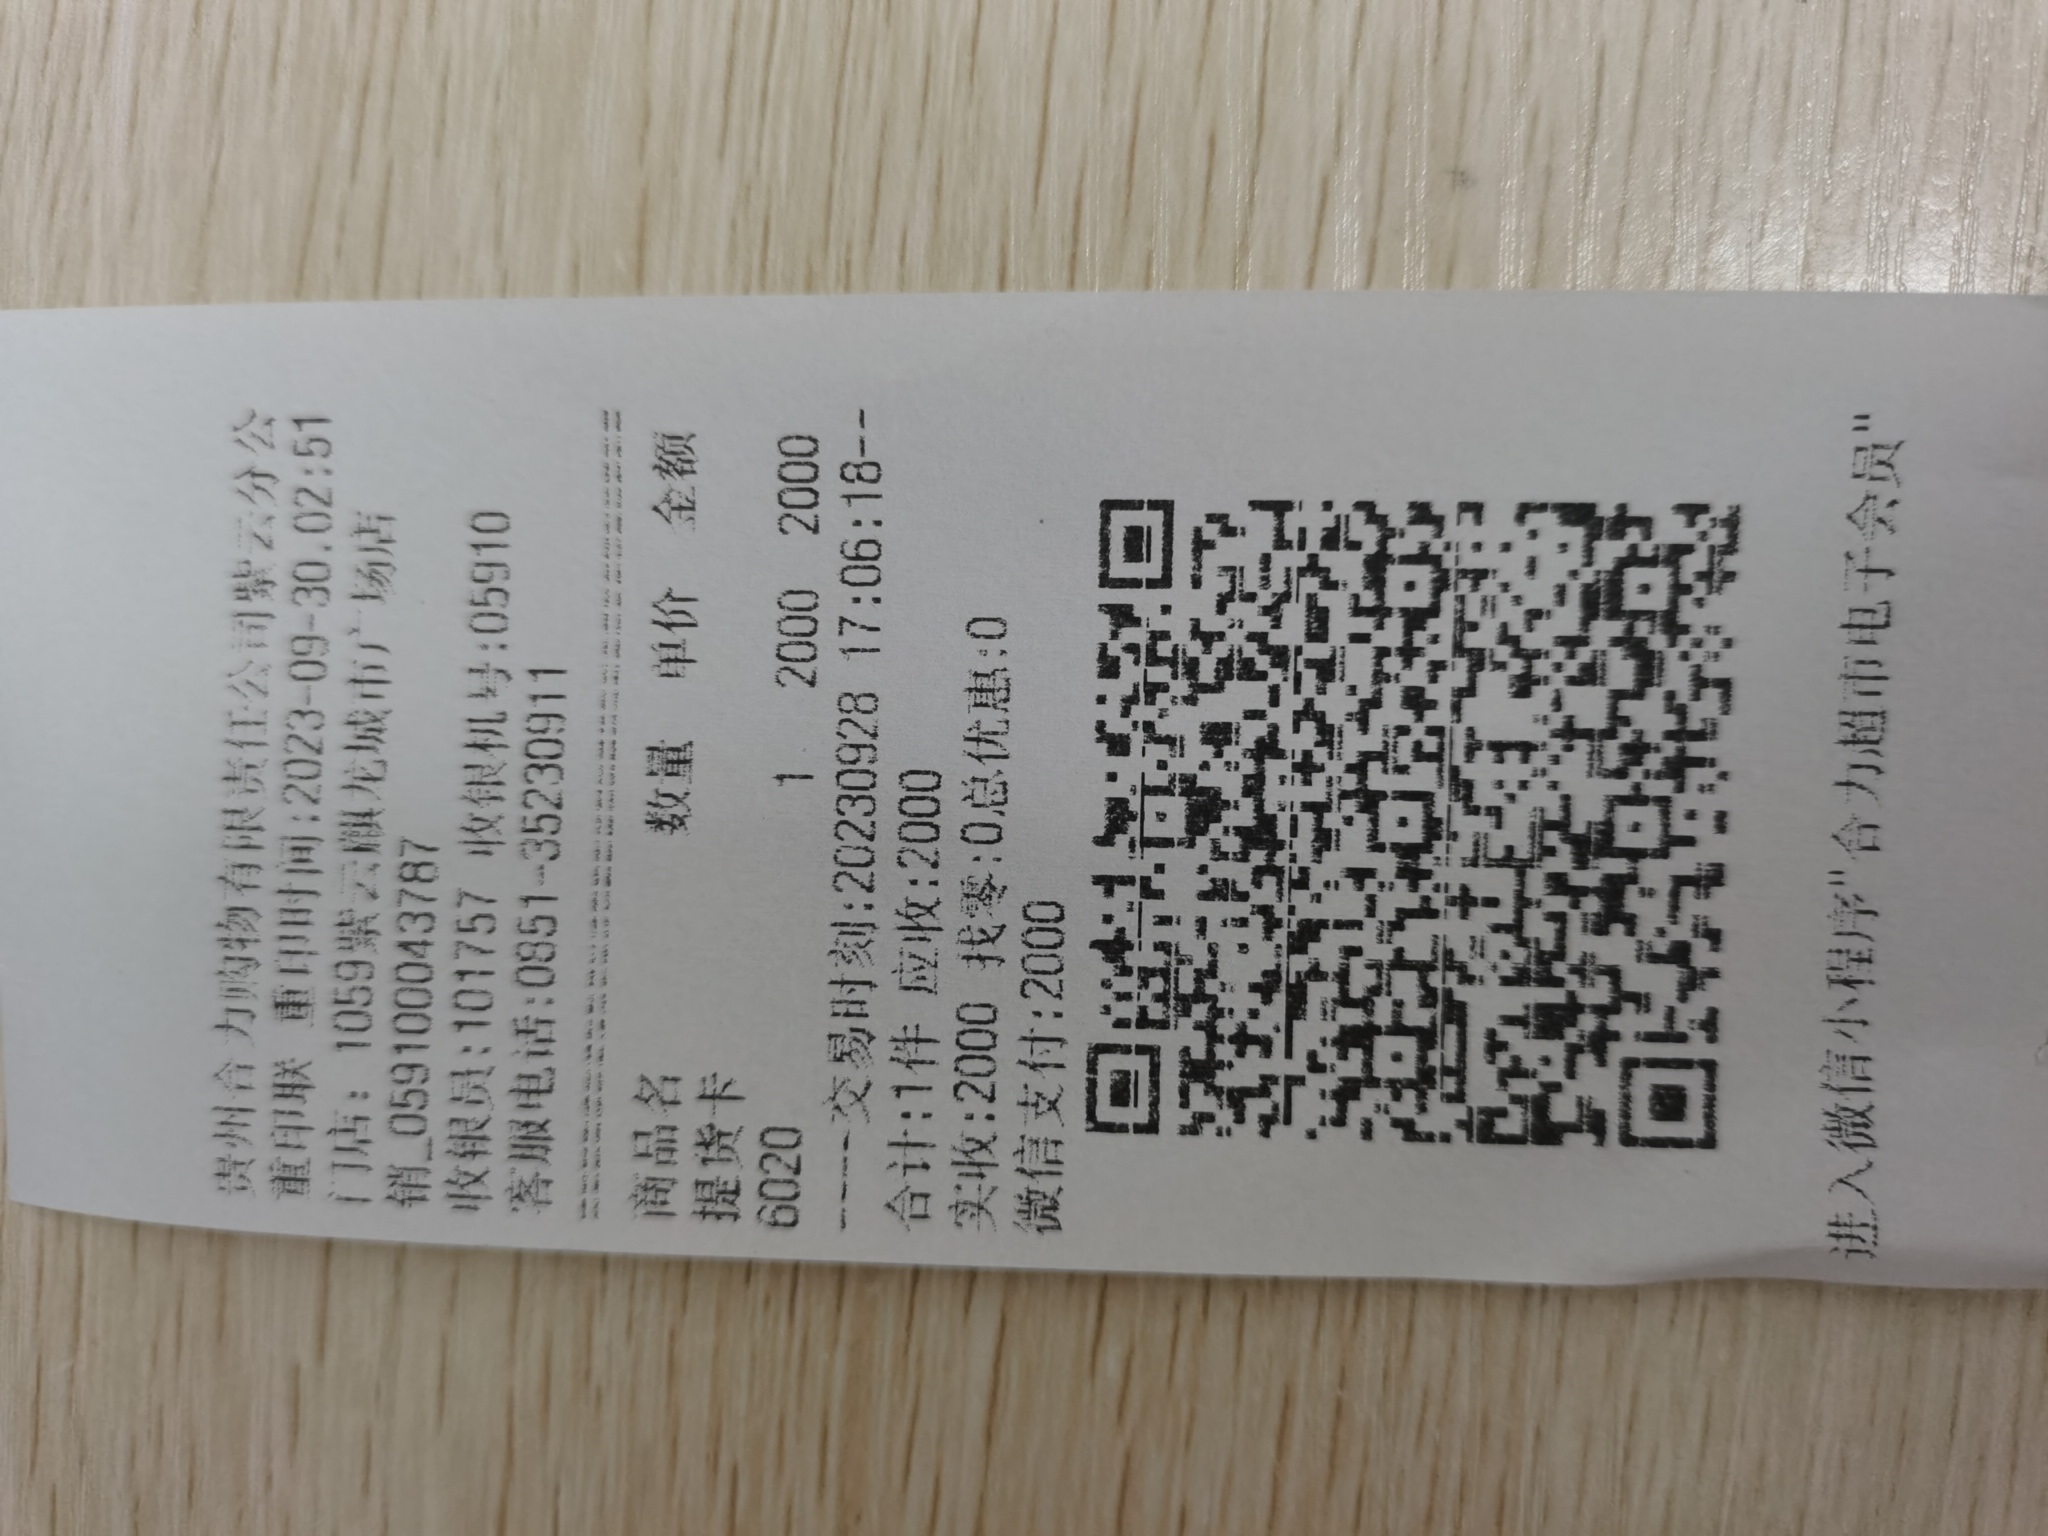 贵州合力购物有限责任公司紫云分公
重印联 重印时间:2023-09-30.02:51
门店: 1059紫云麒龙城市广场店
销_059100043787
收银员:101757 收银机号:05910
客服电话:0851-35230911
商品名 数量 单价 金额
提货卡
6020 1 2000 2000
----交易时刻:20230928 17:06:18--
合计:1件 应收:2000
实收:2000 找零:0总优惠:0
微信支付:2000
进入微信小程序"合力超市电子会员"